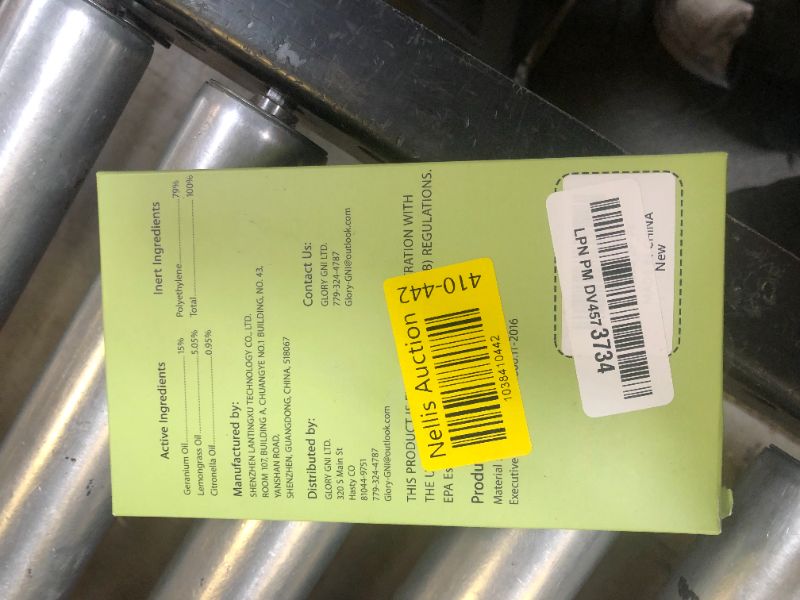 Active Ingredients
Geranium Oil 15%
Lemongrass Oil 5.05%
Citronella Oil 0.95%
Inert Ingredients
Polyethylene 79%
Total 100%
Manufactured by:
SHENZHEN LANTINGXU TECHNOLOGY CO., LTD.
ROOM 107, BUILDING A, CHUANGYE NO.1 BUILDING, NO. 43,
YANSHAN ROAD,
SHENZHEN, GUANGDONG, CHINA, 518067
Distributed by:
GLORY GNI LTD.
320 S Main St
Hasty CO
81044-9751
779-324-4787
Glory-GNI@outlook.com
Contact Us:
GLORY GNI LTD.
779-324-4787
Glory-GNI@outlook.com
THIS PRODUCT IS RATION WITH
THE REGULATIONS.
EPA Es
Produ
Material
Executive -2016
Nellis Auction
410-442
1038410442
CHINA
New
LPN PM DV4573734